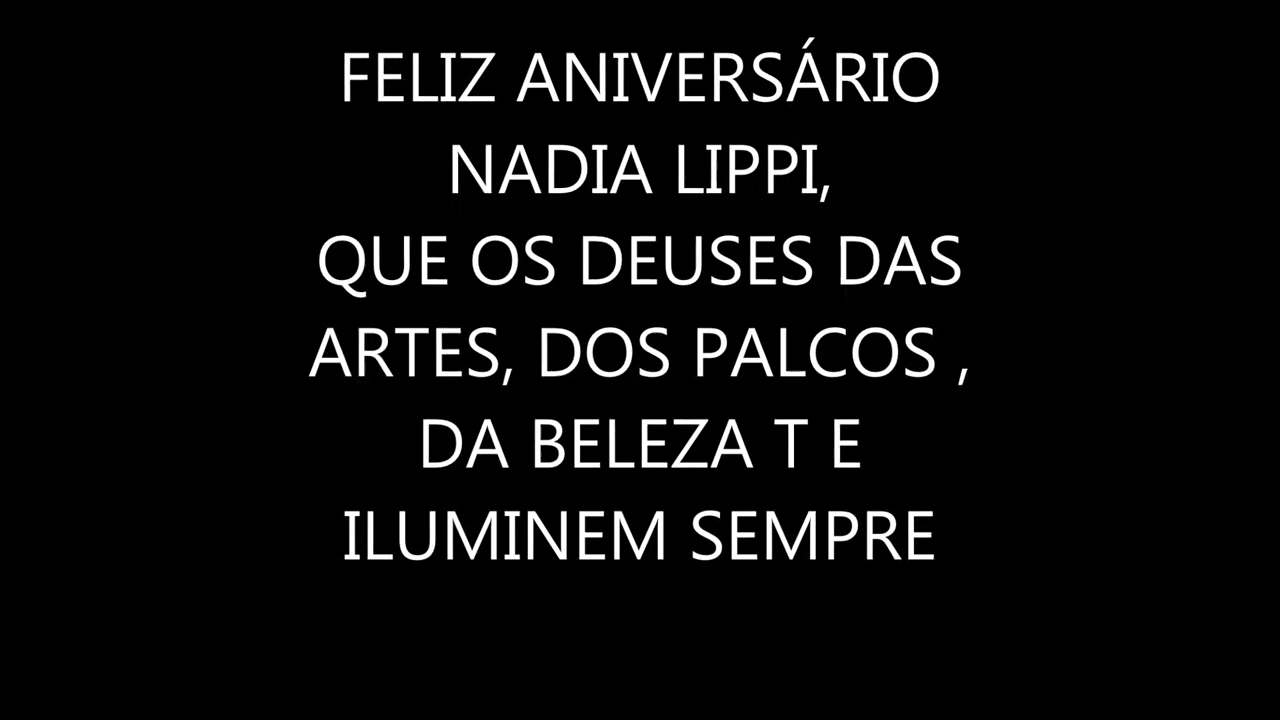 FELIZ ANIVERSÁRIO
NADIA LIPPI,
QUE OS DEUSES DAS
ARTES, DOS PALCOS ,
DA BELEZA T E
ILUMINEM SEMPRE